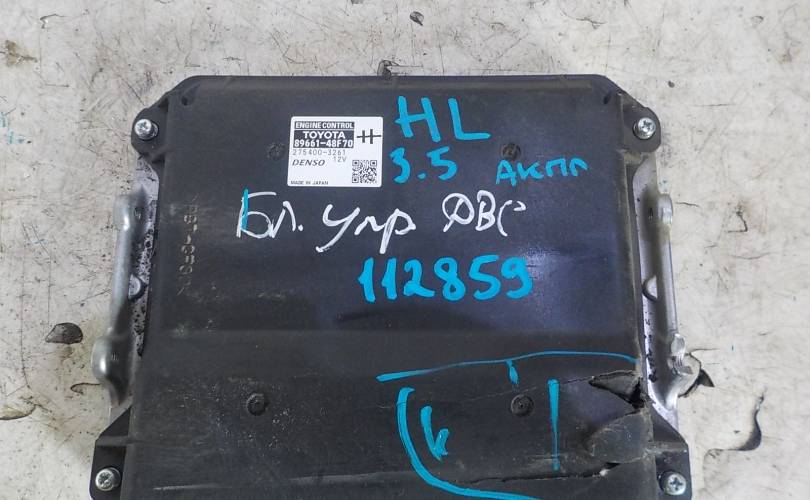 ENGINE CONTROL
TOYOTA
89661-48F70
275400-3261
DENSO 12V
MADE IN JAPAN
HL
3.5 АКПП
Бл. упр ДВС
112859